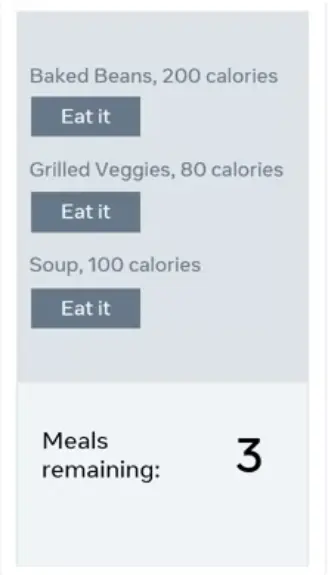 Baked Beans, 200 calories
Eat it
Grilled Veggies, 80 calories
Eat it
Soup, 100 calories
Eat it
Meals
remaining:
3